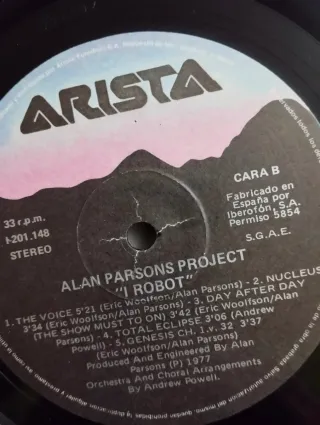 ARISTA
CARA B
33 r.p.m.
I-201.148
STEREO
Fabricado en
España por
Iberofón, S.A.
Permiso 5854
S.G.A.E.
ALAN PARSONS PROJECT
"I ROBOT"
1. THE VOICE 5'21 (Eric Woolfson/Alan Parsons) - 2. NUCLEUS
3'34 (Eric Woolfson/Alan Parsons) - 3. DAY AFTER DAY
(THE SHOW MUST TO ON) 3'42 (Eric Woolfson/Alan
Parsons) - 4. TOTAL ECLIPSE 3'06 (Andrew
Powell) - 5. GENESIS CH. 1.v. 32 3'37
(Eric Woolfson/Alan Parsons)
Produced and Engineered By Alan
Parsons (P) 1977
Orchestra And Choral Arrangements
By Andrew Powell.